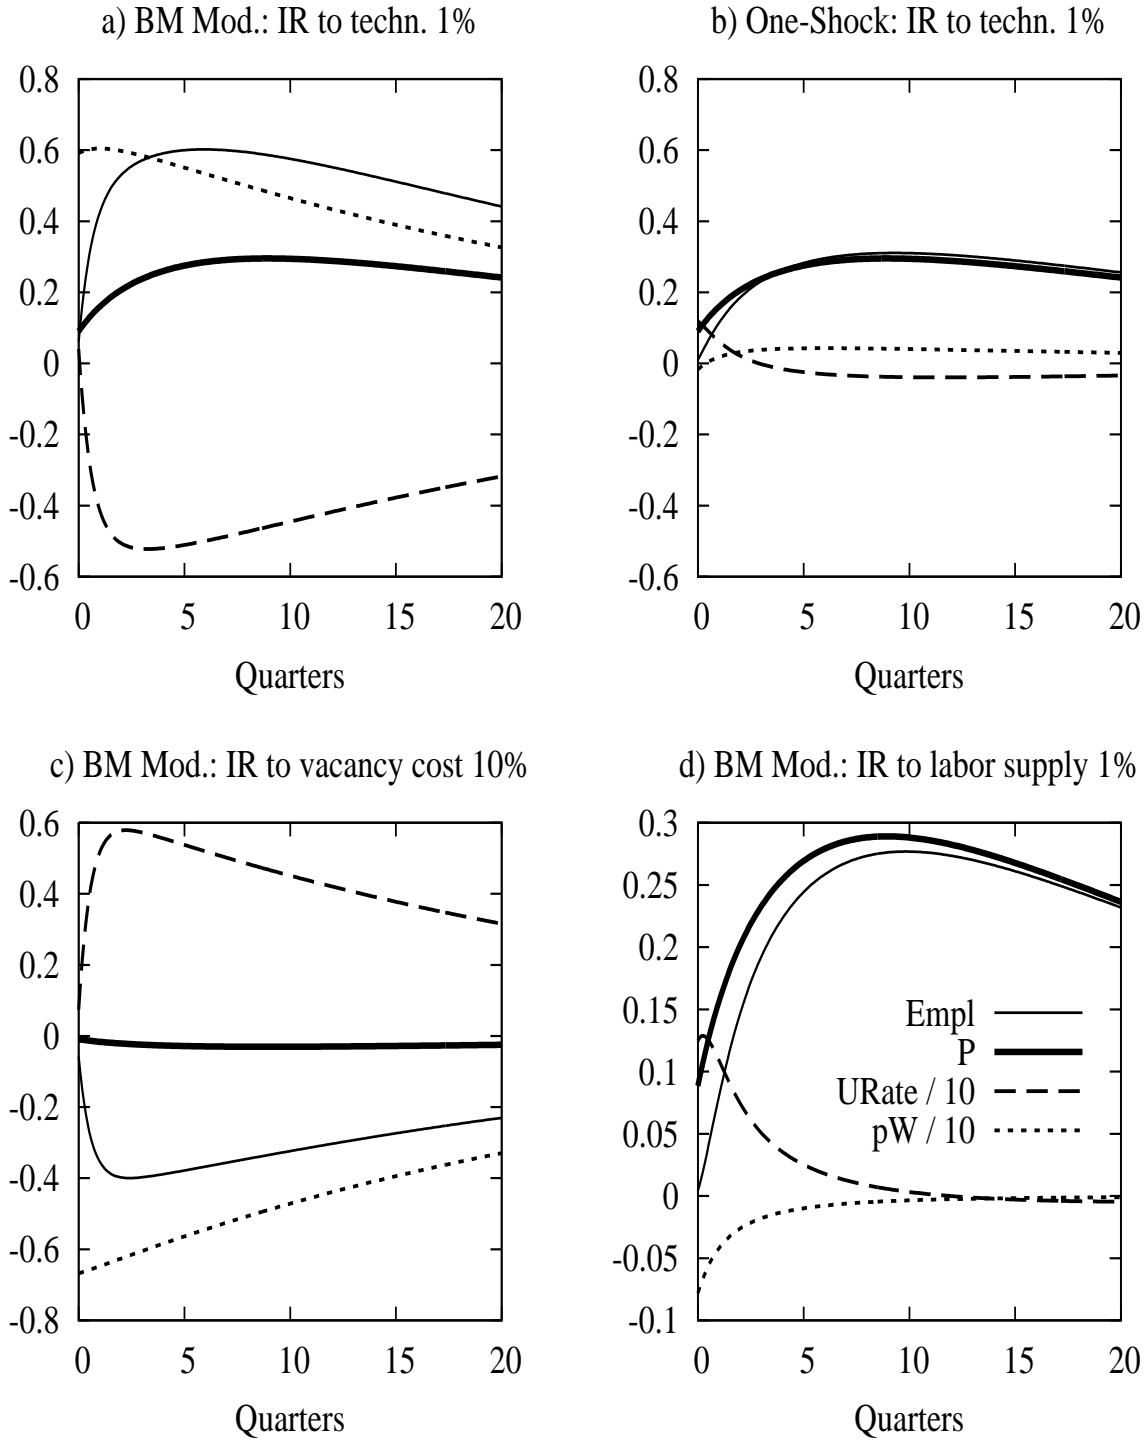 a) BM Mod.: IR to techn. 1%
0.8
0.6
0.4
0.2
0
-0.2
-0.4
-0.6
0 5 10 15 20
Quarters
b) One-Shock: IR to techn. 1%
0.8
0.6
0.4
0.2
0
-0.2
-0.4
-0.6
0 5 10 15 20
Quarters
c) BM Mod.: IR to vacancy cost 10%
0.6
0.4
0.2
0
-0.2
-0.4
-0.6
-0.8
0 5 10 15 20
Quarters
d) BM Mod.: IR to labor supply 1%
0.3
0.25
0.2
0.15
0.1
0.05
0
-0.05
-0.1
Empl
P
URate / 10
pW / 10
0 5 10 15 20
Quarters